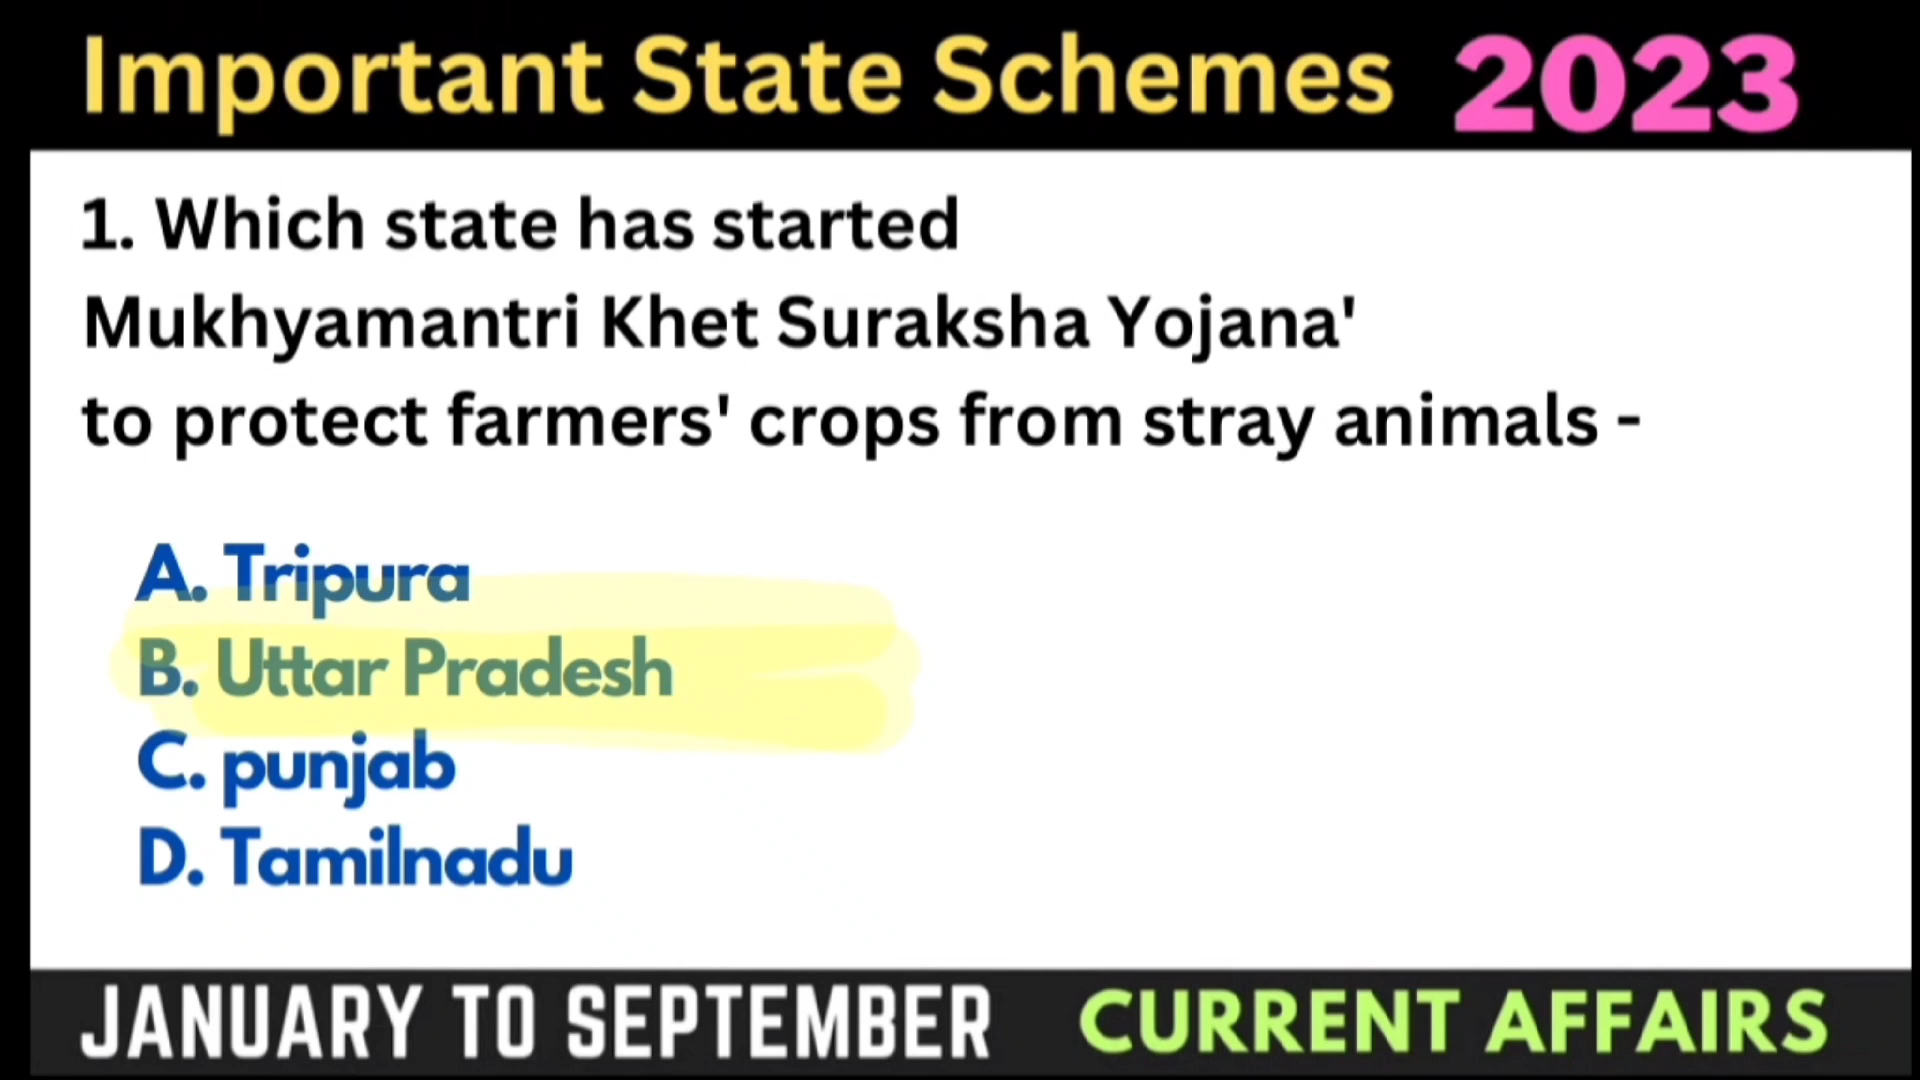 Important State Schemes 2023
1. Which state has started
Mukhyamantri Khet Suraksha Yojana'
to protect farmers' crops from stray animals -
A. Tripura
B. Uttar Pradesh
C. punjab
D. Tamilnadu
JANUARY TO SEPTEMBER CURRENT AFFAIRS